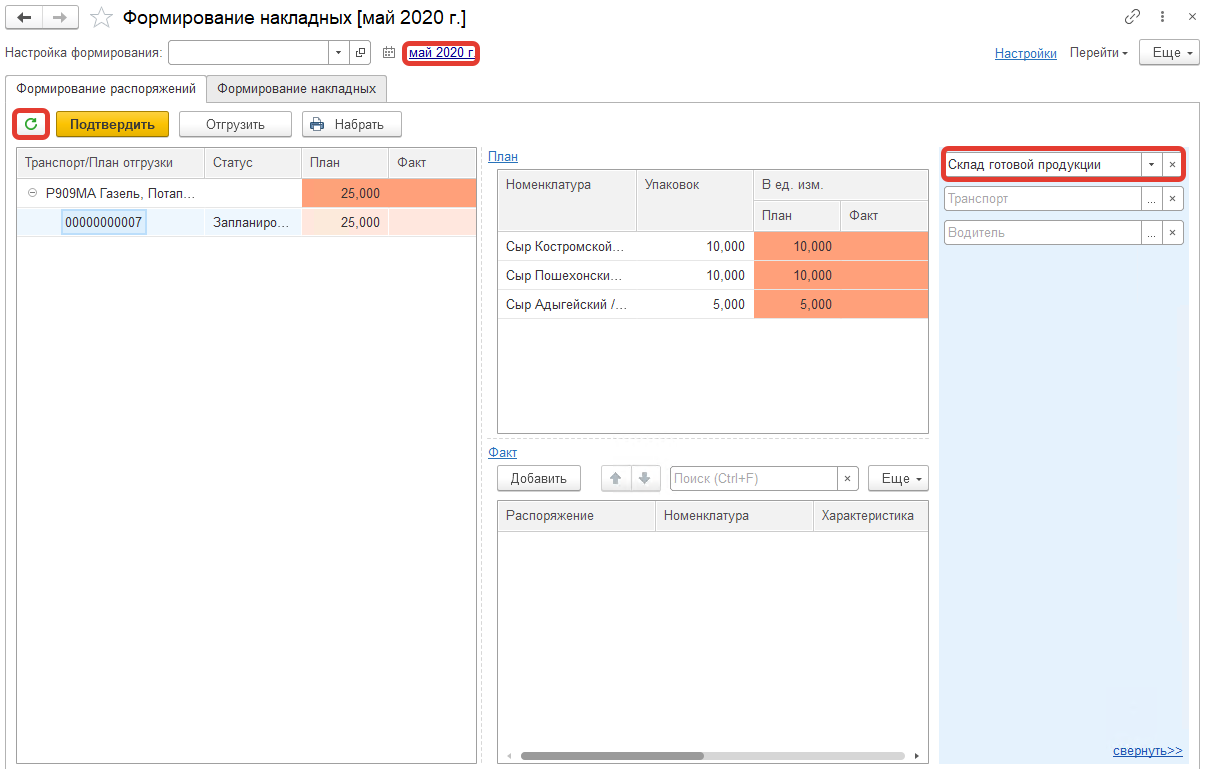 Формирование накладных [май 2020 г.]
Настройка формирования: май 2020 г. Настройки Перейти Еще
Формирование распоряжений Формирование накладных
Подтвердить Отгрузить Набрать
Транспорт/План отгрузки Статус План Факт
Р909МА Газель, Потап... 25,000
00000000007 Запланиро... 25,000
План
Номенклатура Упаковок В ед. изм.
План Факт
Сыр Костромской... 10,000 10,000
Сыр Пошехонски... 10,000 10,000
Сыр Адыгейский /... 5,000 5,000
Факт
Добавить Поиск (Ctrl+F) × Еще
Распоряжение Номенклатура Характеристика
Склад готовой продукции ×
Транспорт ... ×
Водитель ... ×
свернуть>>